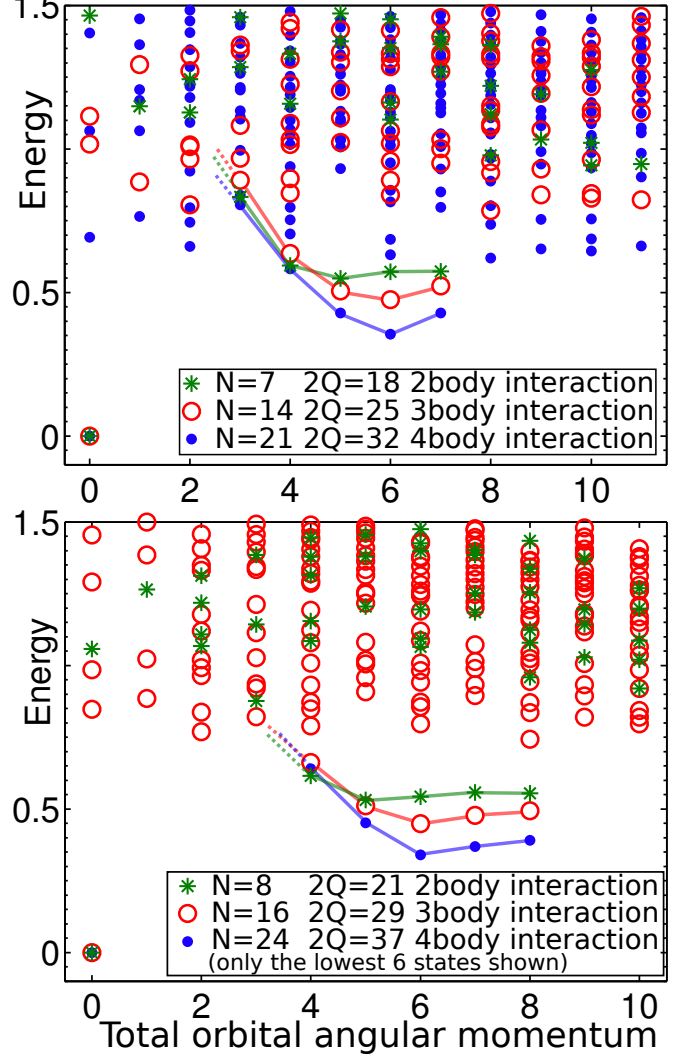 1.5
Energy
0.5
0
N=7 2Q=18 2body interaction
N=14 2Q=25 3body interaction
N=21 2Q=32 4body interaction
0 2 4 6 8 10
1.5
Energy
0.5
0
N=8 2Q=21 2body interaction
N=16 2Q=29 3body interaction
N=24 2Q=37 4body interaction
(only the lowest 6 states shown)
0 2 4 6 8 10
Total orbital angular momentum